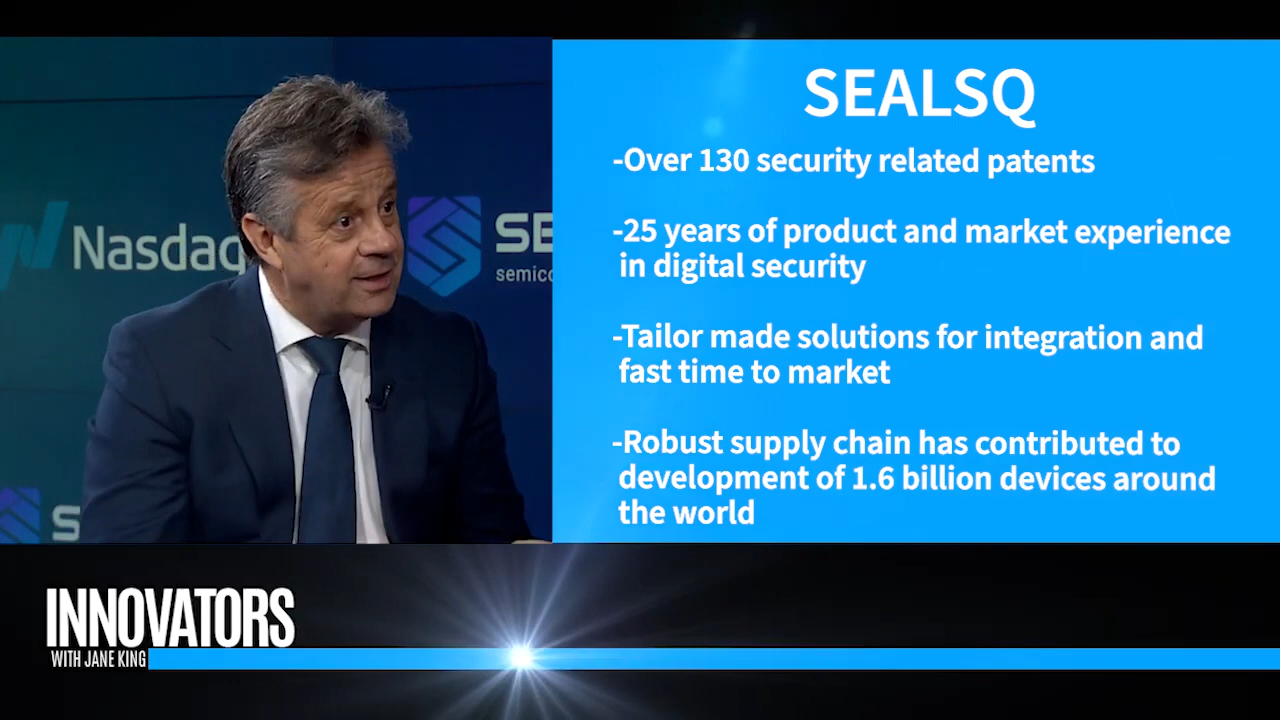 SEALSQ
-Over 130 security related patents
-25 years of product and market experience
in digital security
-Tailor made solutions for integration and
fast time to market
-Robust supply chain has contributed to
development of 1.6 billion devices around
the world
Nasdaq
INNOVATORS
WITH JANE KING